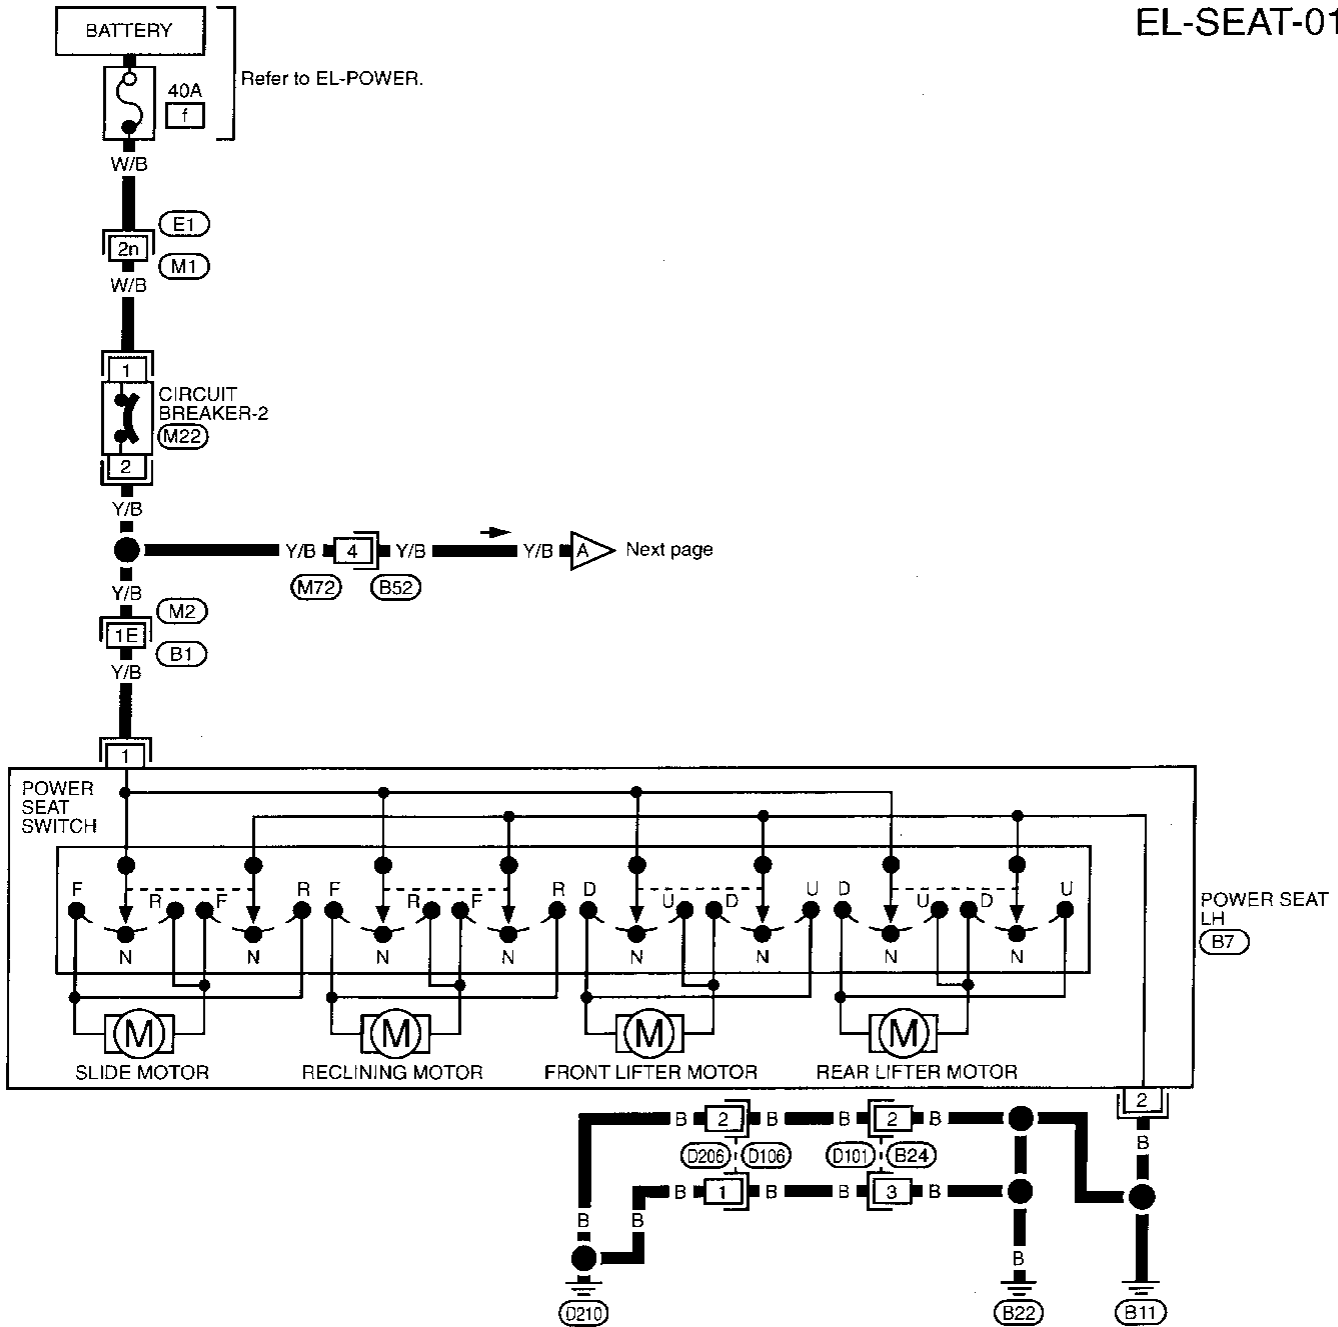 EL-SEAT-01
BATTERY
Refer to EL-POWER.
40A
f
W/B
E1
2n
M1
W/B
1
CIRCUIT
BREAKER-2
M22
2
Y/B
Y/B 4 Y/B Y/B A Next page
M72 B52
Y/B
M2
1E
B1
Y/B
1
POWER
SEAT
SWITCH
F R F R F R F R D U D U D U D U
N N N N N N N N
POWER SEAT
LH
B7
M M M M
SLIDE MOTOR RECLINING MOTOR FRONT LIFTER MOTOR REAR LIFTER MOTOR
2
B 2 B B 2 B
B
D206 D106 D101 B24
B 1 B B 3 B
B B
B
D210 B22 B11